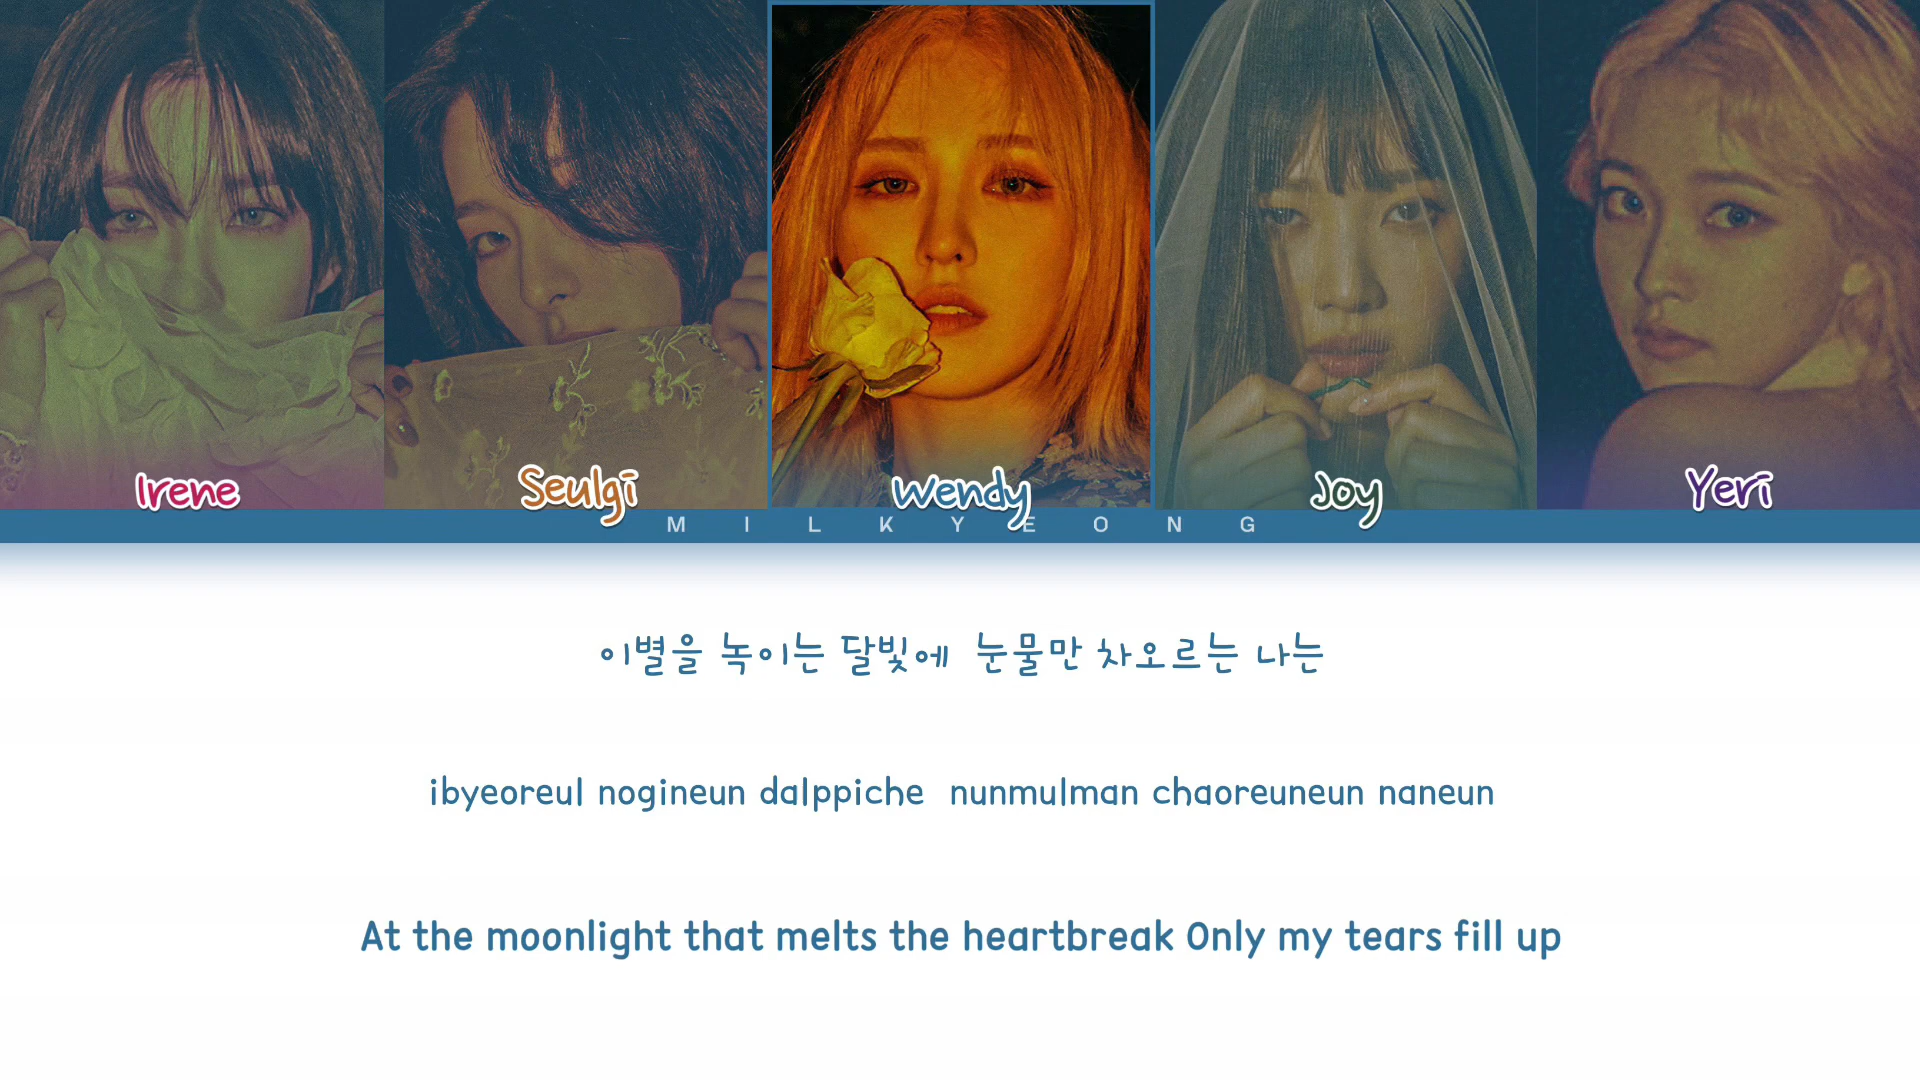 Irene
Seulgi
Wendy
Joy
Yeri
MILKYEONG
이별을 녹이는 달빛에 눈물만 차오르는 나는
ibyeoreul nogineun dalppiche nunmulman chaoreuneun naneun
At the moonlight that melts the heartbreak Only my tears fill up